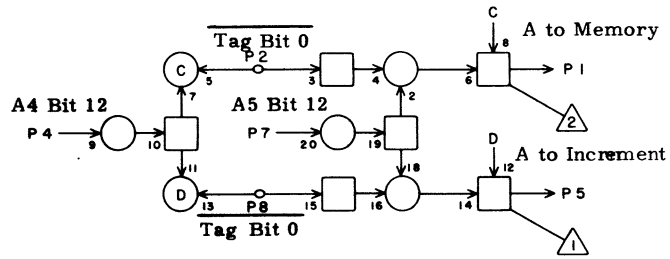 C
Tag Bit 0
A to Memory
P2
8
C
5
3
4
6
P1
7
2
A4 Bit 12
A5 Bit 12
2
P4
9
10
P7
20
19
11
18
D
A to Increment
12
D
13
P8
15
16
14
P5
Tag Bit 0
1